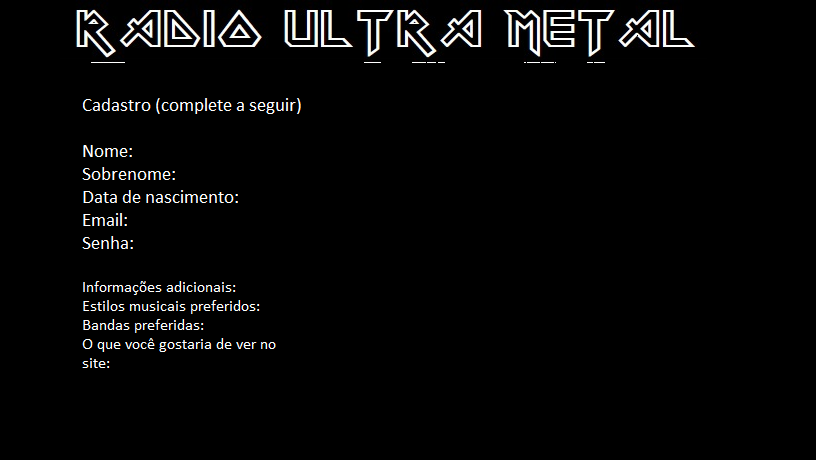 RADIO ULTRA METAL
Cadastro (complete a seguir)
Nome:
Sobrenome:
Data de nascimento:
Email:
Senha:
Informações adicionais:
Estilos musicais preferidos:
Bandas preferidas:
O que você gostaria de ver no
site: